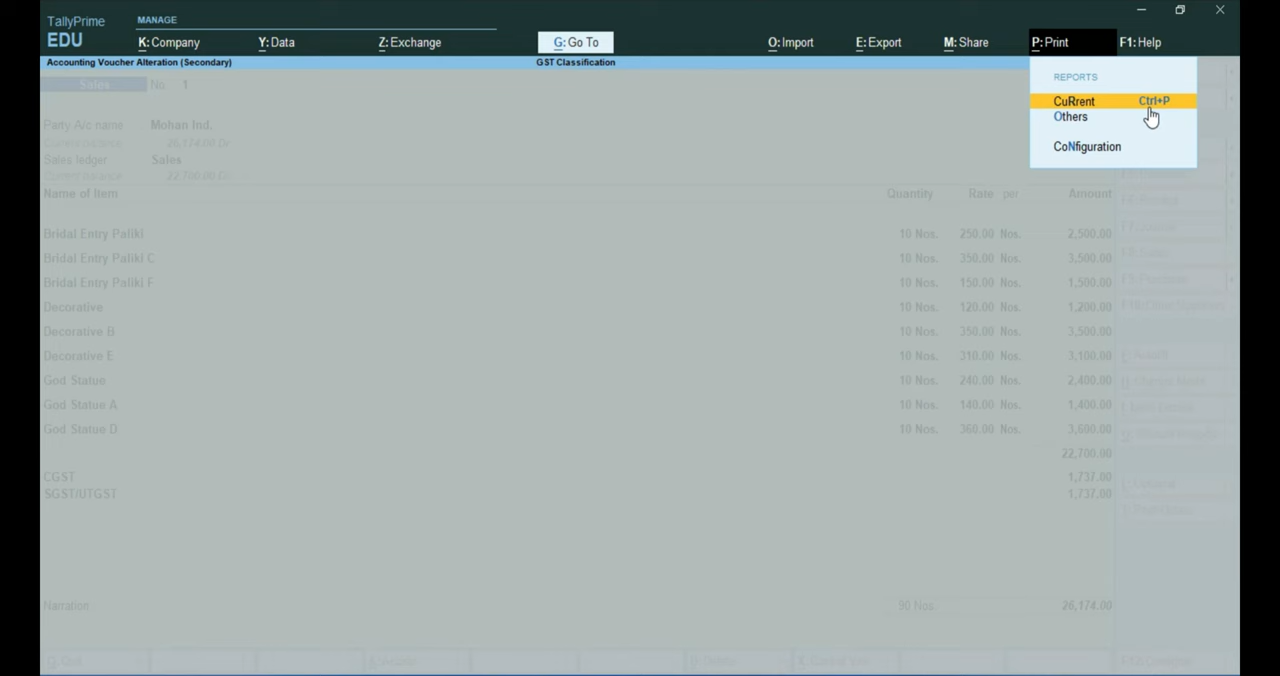 TallyPrime
MANAGE
EDU
K: Company Y: Data Z: Exchange G: Go To O: Import E: Export M: Share P: Print F1: Help
Accounting Voucher Alteration (Secondary) GST Classification
REPORTS
CuRrent Ctrl+P
Others
CoNfiguration
Sales No. 1
Party A/c name Mohan Ind.
Current balance 26,174.00 Dr
Sales ledger Sales
Current balance 22,700.00
Name of Item Quantity Rate per Amount
Bridal Entry Paliki 10 Nos. 250.00 Nos. 2,500.00
Bridal Entry Paliki C 10 Nos. 350.00 Nos. 3,500.00
Bridal Entry Paliki F 10 Nos. 150.00 Nos. 1,500.00
Decorative 10 Nos. 120.00 Nos. 1,200.00
Decorative B 10 Nos. 350.00 Nos. 3,500.00
Decorative E 10 Nos. 310.00 Nos. 3,100.00
God Statue 10 Nos. 240.00 Nos. 2,400.00
God Statue A 10 Nos. 140.00 Nos. 1,400.00
God Statue D 10 Nos. 360.00 Nos. 3,600.00
22,700.00
CGST 1,737.00
SGST/UTGST 1,737.00
Narration: 90 Nos. 26,174.00